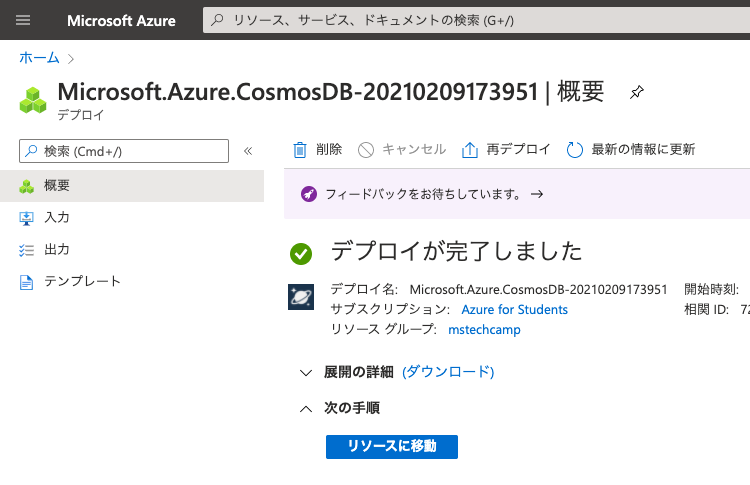 Microsoft Azure
リソース、サービス、ドキュメントの検索 (G+/)
ホーム
Microsoft.Azure.CosmosDB-20210209173951 | 概要
デプロイ
検索 (Cmd+/)
削除
キャンセル
再デプロイ
最新の情報に更新
概要
入力
出力
テンプレート
フィードバックをお待ちしています。 →
デプロイが完了しました
デプロイ名: Microsoft.Azure.CosmosDB-20210209173951
開始時刻:
サブスクリプション: Azure for Students
相関 ID: 72
リソース グループ: mstechcamp
展開の詳細 (ダウンロード)
次の手順
リソースに移動